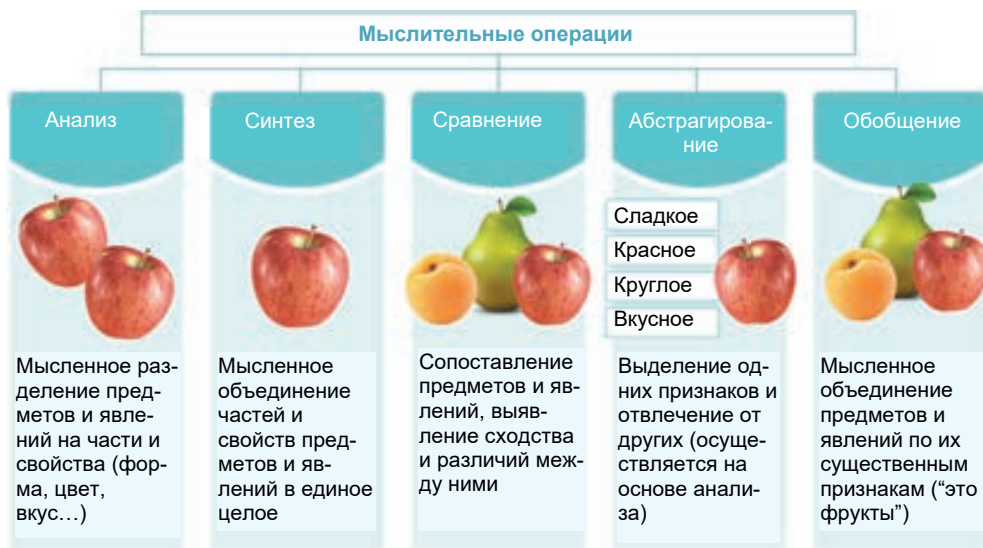 Мыслительные операции
Анализ
Мысленное раз-
деление пред-
метов и явле-
ний на части и
свойства (фор-
ма, цвет,
вкус…)
Синтез
Мысленное
объединение
частей и
свойств пред-
метов и яв-
лений в единое
целое
Сравнение
Сопоставление
предметов и яв-
лений, выяв-
ление сходства
и различий меж-
ду ними
Абстрагирова-
ние
Сладкое
Красное
Круглое
Вкусное
Выделение од-
них признаков и
отвлечение от
других (осуще-
ствляется на
основе анали-
за)
Обобщение
Мысленное
объединение
предметов и
явлений по их
существенным
признакам (“это
фрукты”)